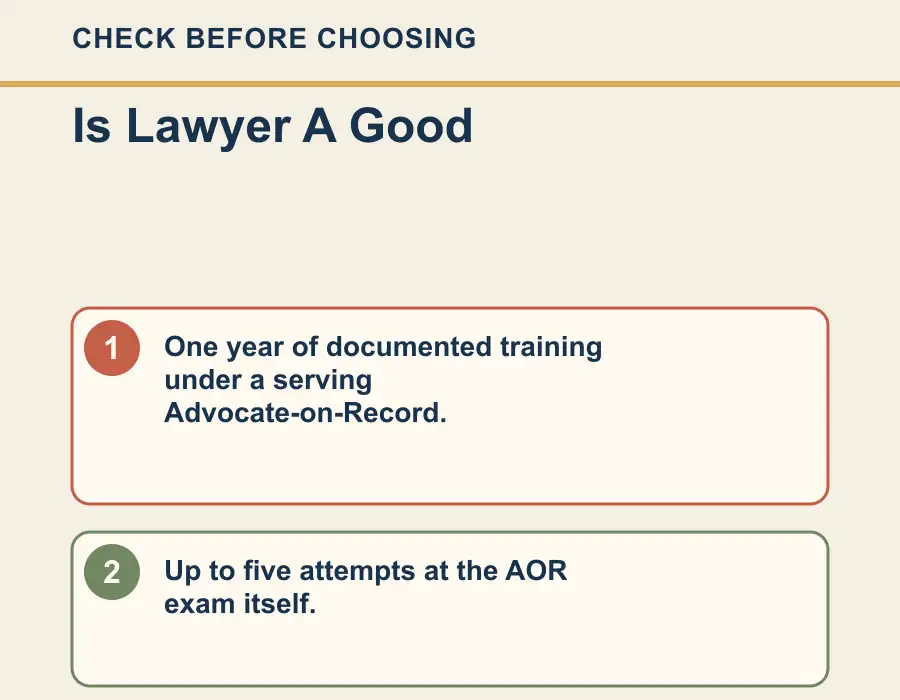 CHECK BEFORE CHOOSING
Is Lawyer A Good
1
One year of documented training
under a serving
Advocate-on-Record.
2
Up to five attempts at the AOR
exam itself.